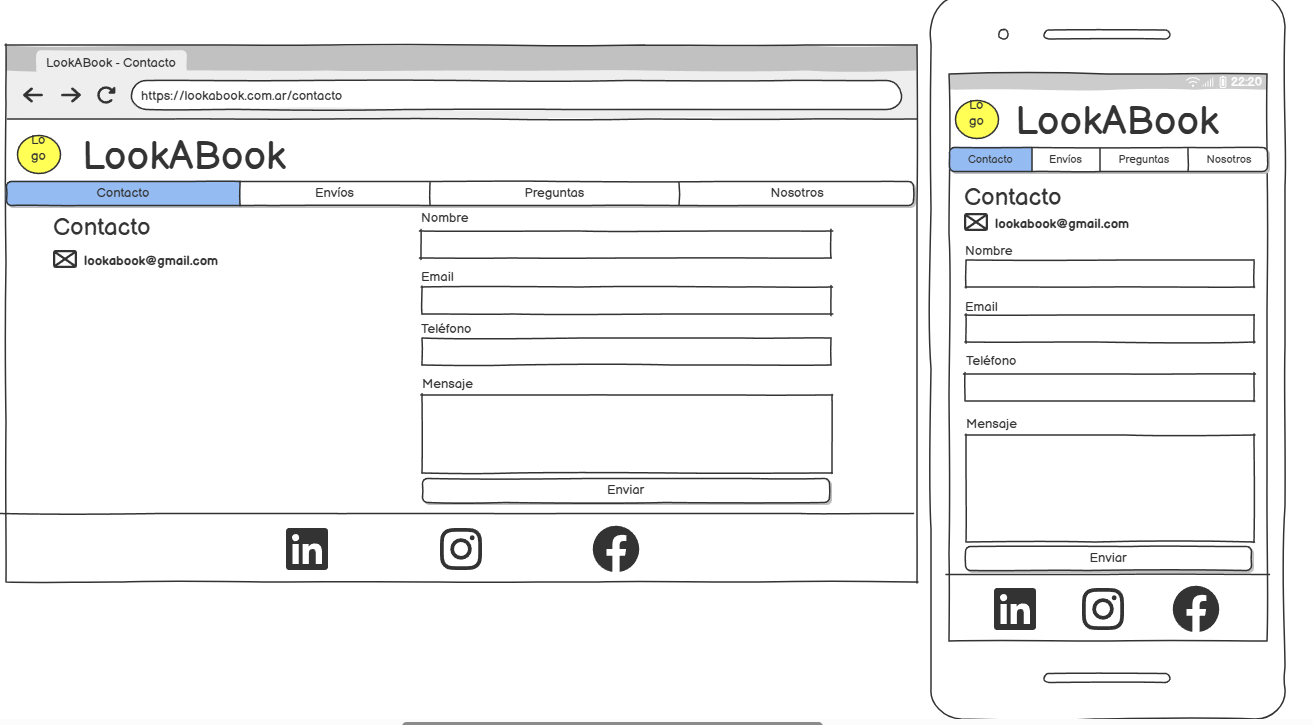 LookABook - Contacto
https://lookabook.com.ar/contacto
Lo
go
LookABook
Contacto Envíos Preguntas Nosotros
Contacto
lookabook@gmail.com
Nombre
Email
Teléfono
Mensaje
Enviar
in
22:20
Lo
go
LookABook
Contacto Envíos Preguntas Nosotros
Contacto
lookabook@gmail.com
Nombre
Email
Teléfono
Mensaje
Enviar
in